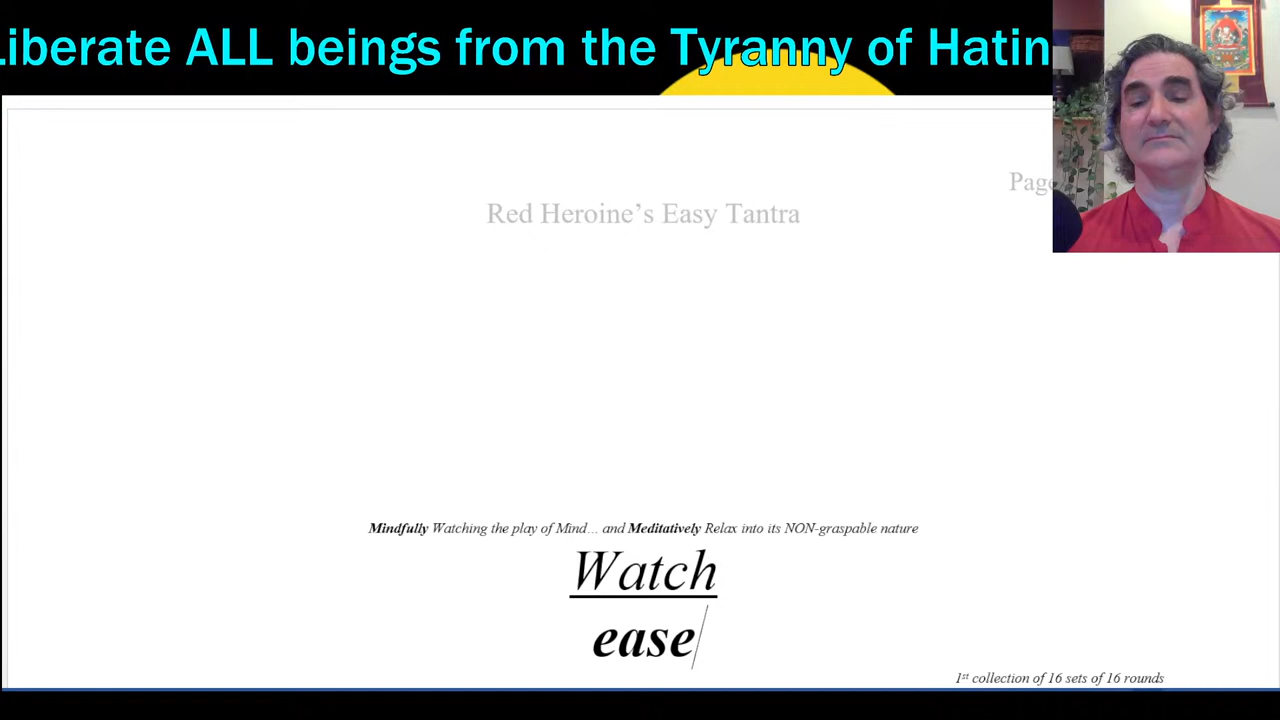 Liberate ALL beings from the Tyranny of Hatin
Page
Red Heroine's Easy Tantra
Mindfully Watching the play of Mind… and Meditatively Relax into its NON-graspable nature
Watch
ease
1st collection of 16 sets of 16 rounds